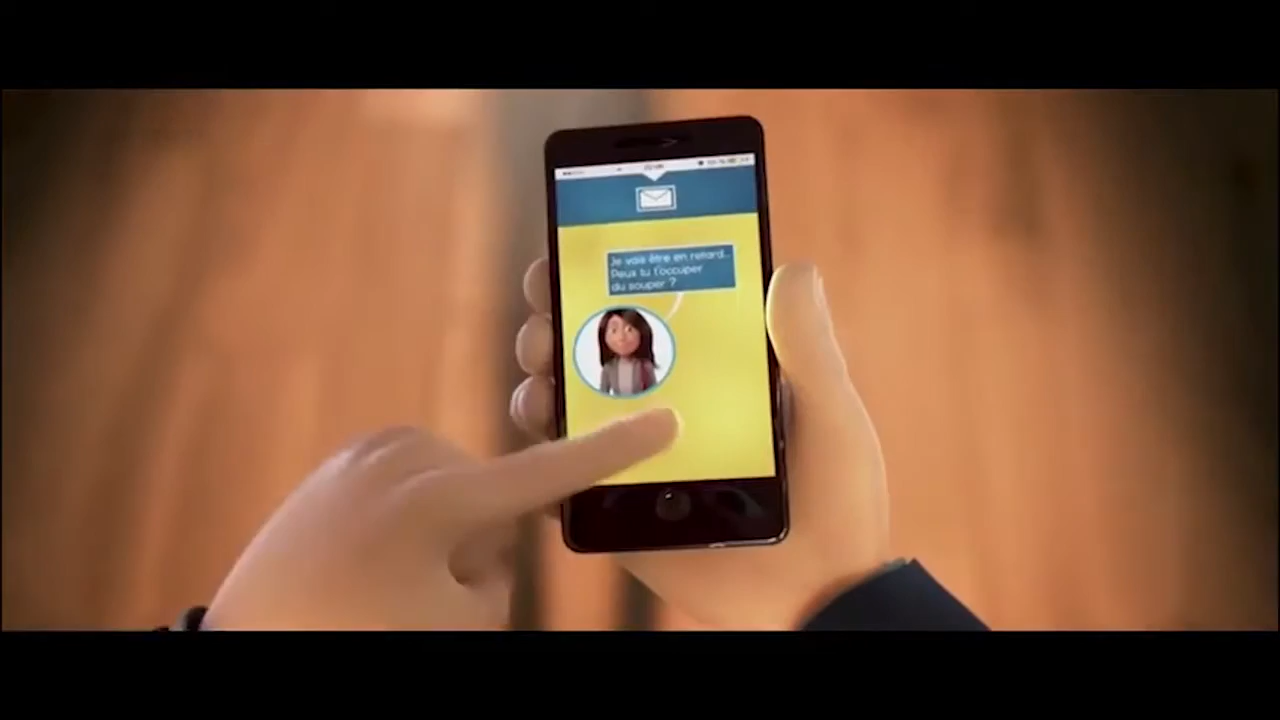 Je vais être en retard...
Peux tu t'occuper
du souper ?